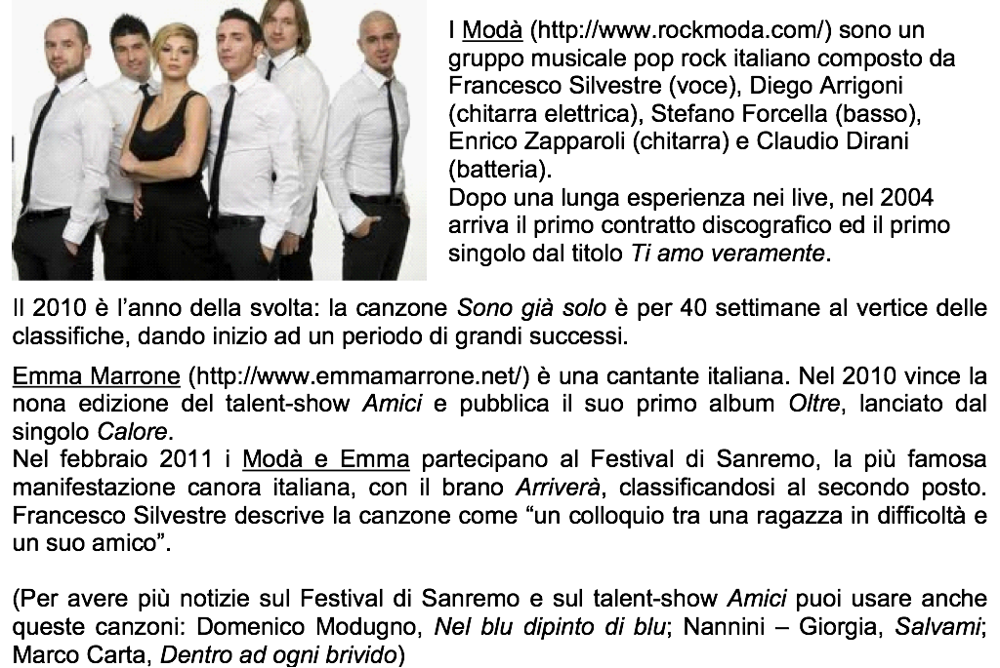 I Modà (http://www.rockmoda.com/) sono un
gruppo musicale pop rock italiano composto da
Francesco Silvestre (voce), Diego Arrigoni
(chitarra elettrica), Stefano Forcella (basso),
Enrico Zapparoli (chitarra) e Claudio Dirani
(batteria).
Dopo una lunga esperienza nei live, nel 2004
arriva il primo contratto discografico ed il primo
singolo dal titolo Ti amo veramente.
Il 2010 è l’anno della svolta: la canzone Sono già solo è per 40 settimane al vertice delle
classifiche, dando inizio ad un periodo di grandi successi.
Emma Marrone (http://www.emmamarrone.net/) è una cantante italiana. Nel 2010 vince la
nona edizione del talent-show Amici e pubblica il suo primo album Oltre, lanciato dal
singolo Calore.
Nel febbraio 2011 i Modà e Emma partecipano al Festival di Sanremo, la più famosa
manifestazione canora italiana, con il brano Arriverà, classificandosi al secondo posto.
Francesco Silvestre descrive la canzone come “un colloquio tra una ragazza in difficoltà e
un suo amico”.
(Per avere più notizie sul Festival di Sanremo e sul talent-show Amici puoi usare anche
queste canzoni: Domenico Modugno, Nel blu dipinto di blu; Nannini – Giorgia, Salvami;
Marco Carta, Dentro ad ogni brivido)